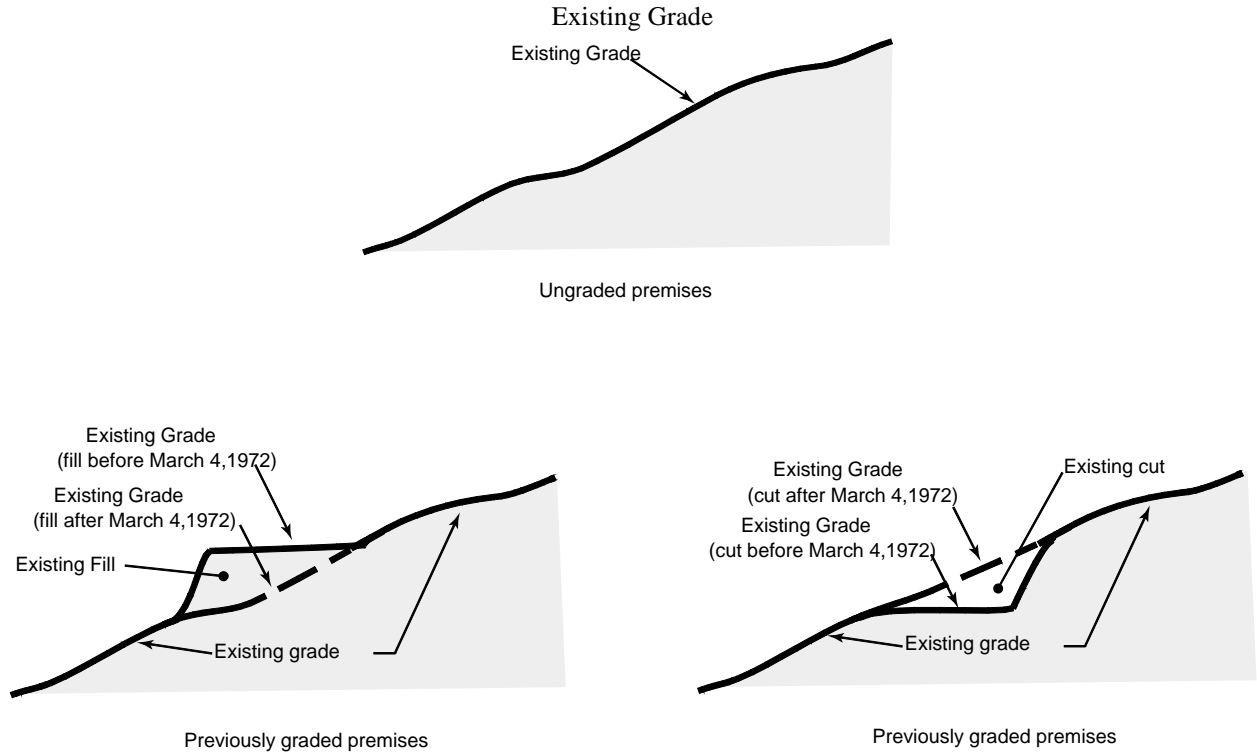 Existing Grade
Existing Grade
Ungraded premises
Existing Grade
(fill before March 4,1972)
Existing Grade
(fill after March 4,1972)
Existing Fill
Existing grade
Previously graded premises
Existing cut
Existing Grade
(cut after March 4,1972)
Existing Grade
(cut before March 4,1972)
Existing grade
Previously graded premises